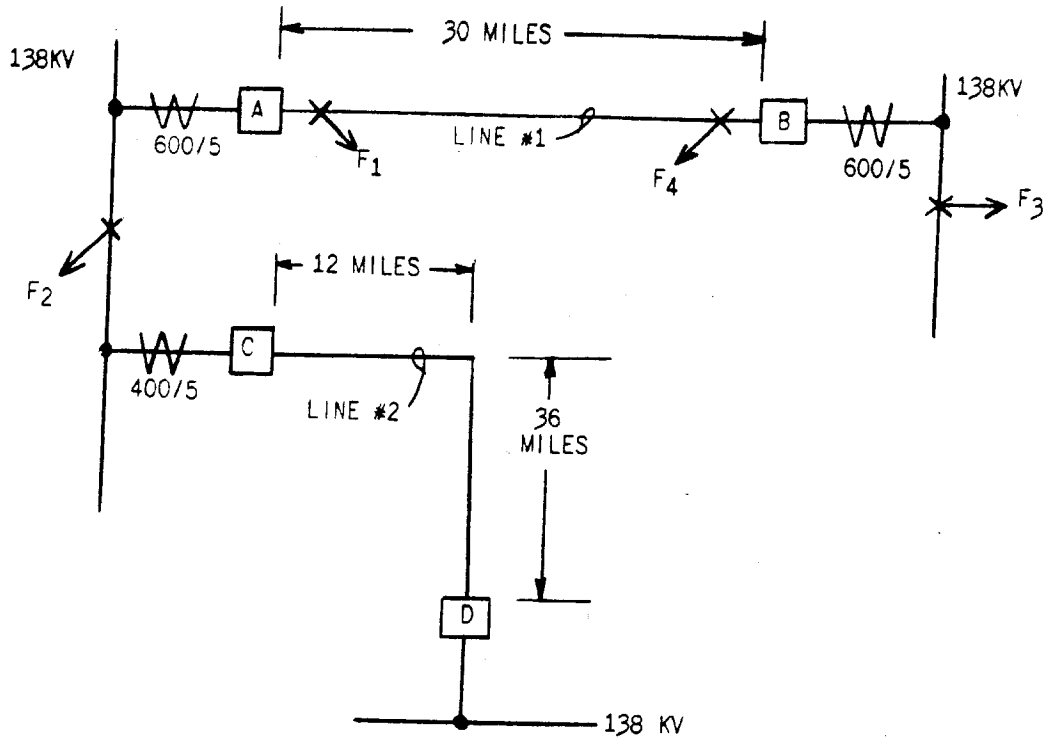 30 MILES
138KV
138KV
A
B
LINE #1
600/5
600/5
F1
F4
F3
F2
12 MILES
C
400/5
LINE #2
36
MILES
D
138 KV